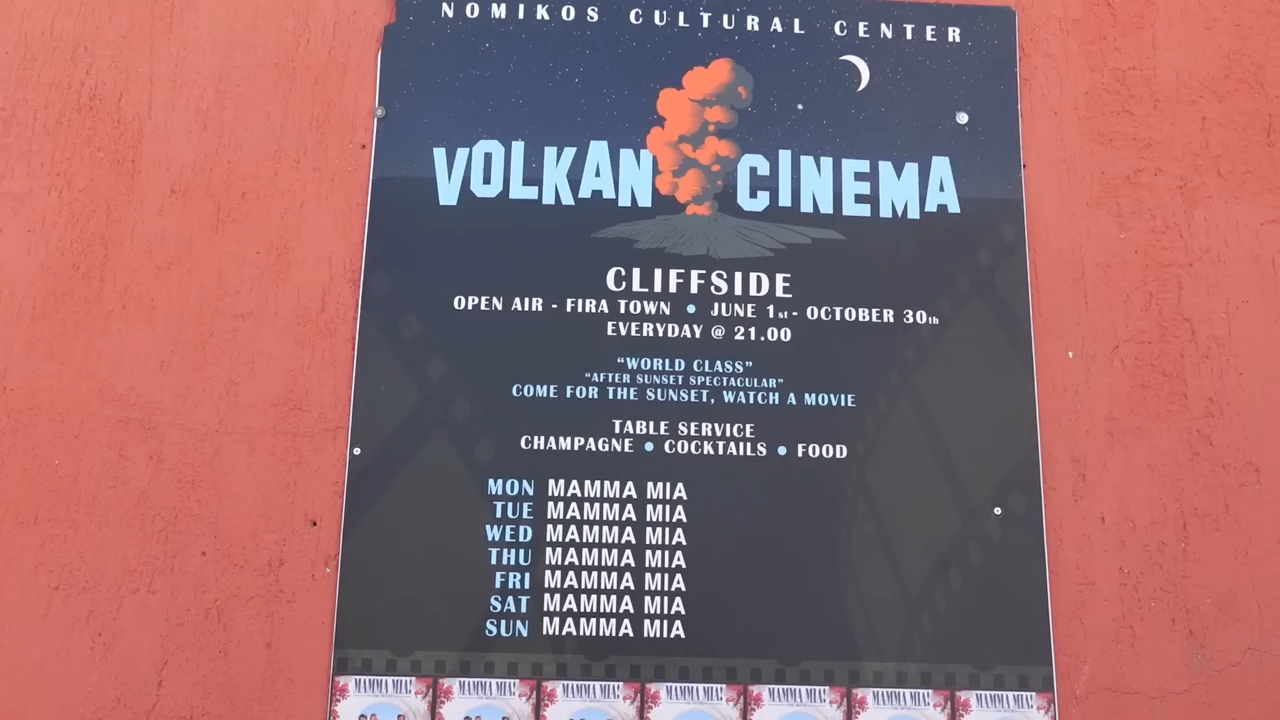 NOMIKOS CULTURAL CENTER
VOLKAN CINEMA
CLIFFSIDE
OPEN AIR - FIRA TOWN • JUNE 1st - OCTOBER 30th
EVERYDAY @ 21.00
"WORLD CLASS"
"AFTER SUNSET SPECTACULAR"
COME FOR THE SUNSET, WATCH A MOVIE
TABLE SERVICE
CHAMPAGNE • COCKTAILS • FOOD
MON MAMMA MIA
TUE MAMMA MIA
WED MAMMA MIA
THU MAMMA MIA
FRI MAMMA MIA
SAT MAMMA MIA
SUN MAMMA MIA
MAMMA MIA! MAMMA MIA! MAMMA MIA! MAMMA MIA! MAMMA MIA! MAMMA MIA! MAMMA MIA!